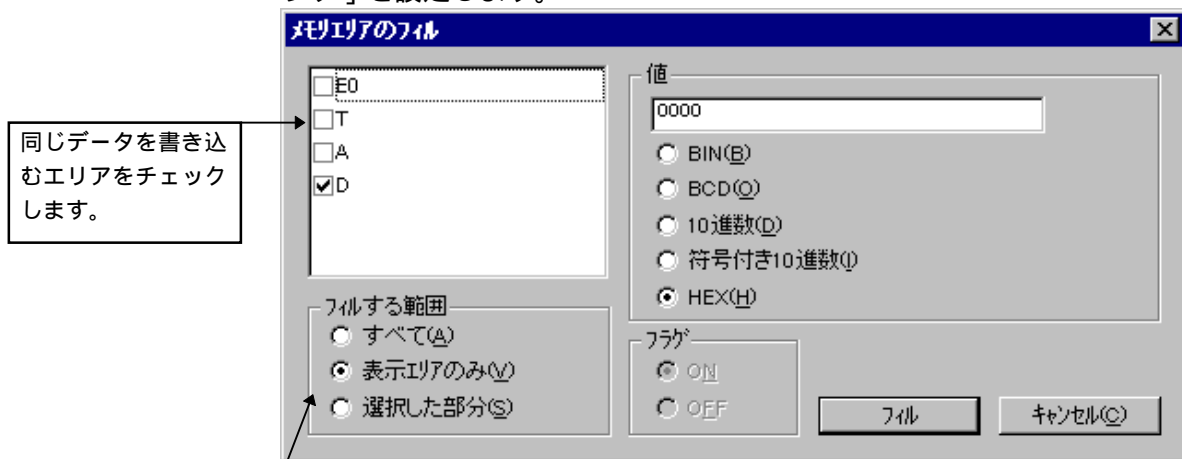 メモリエリアのフィル
E0
T
A
D
同じデータを書き込
むエリアをチェック
します。
値
0000
BIN(B)
BCD(O)
10進数(D)
符号付き10進数(I)
HEX(H)
フィルする範囲
すべて(A)
表示エリアのみ(V)
選択した部分(S)
フラグ
ON
OFF
フィル
キャンセル(C)